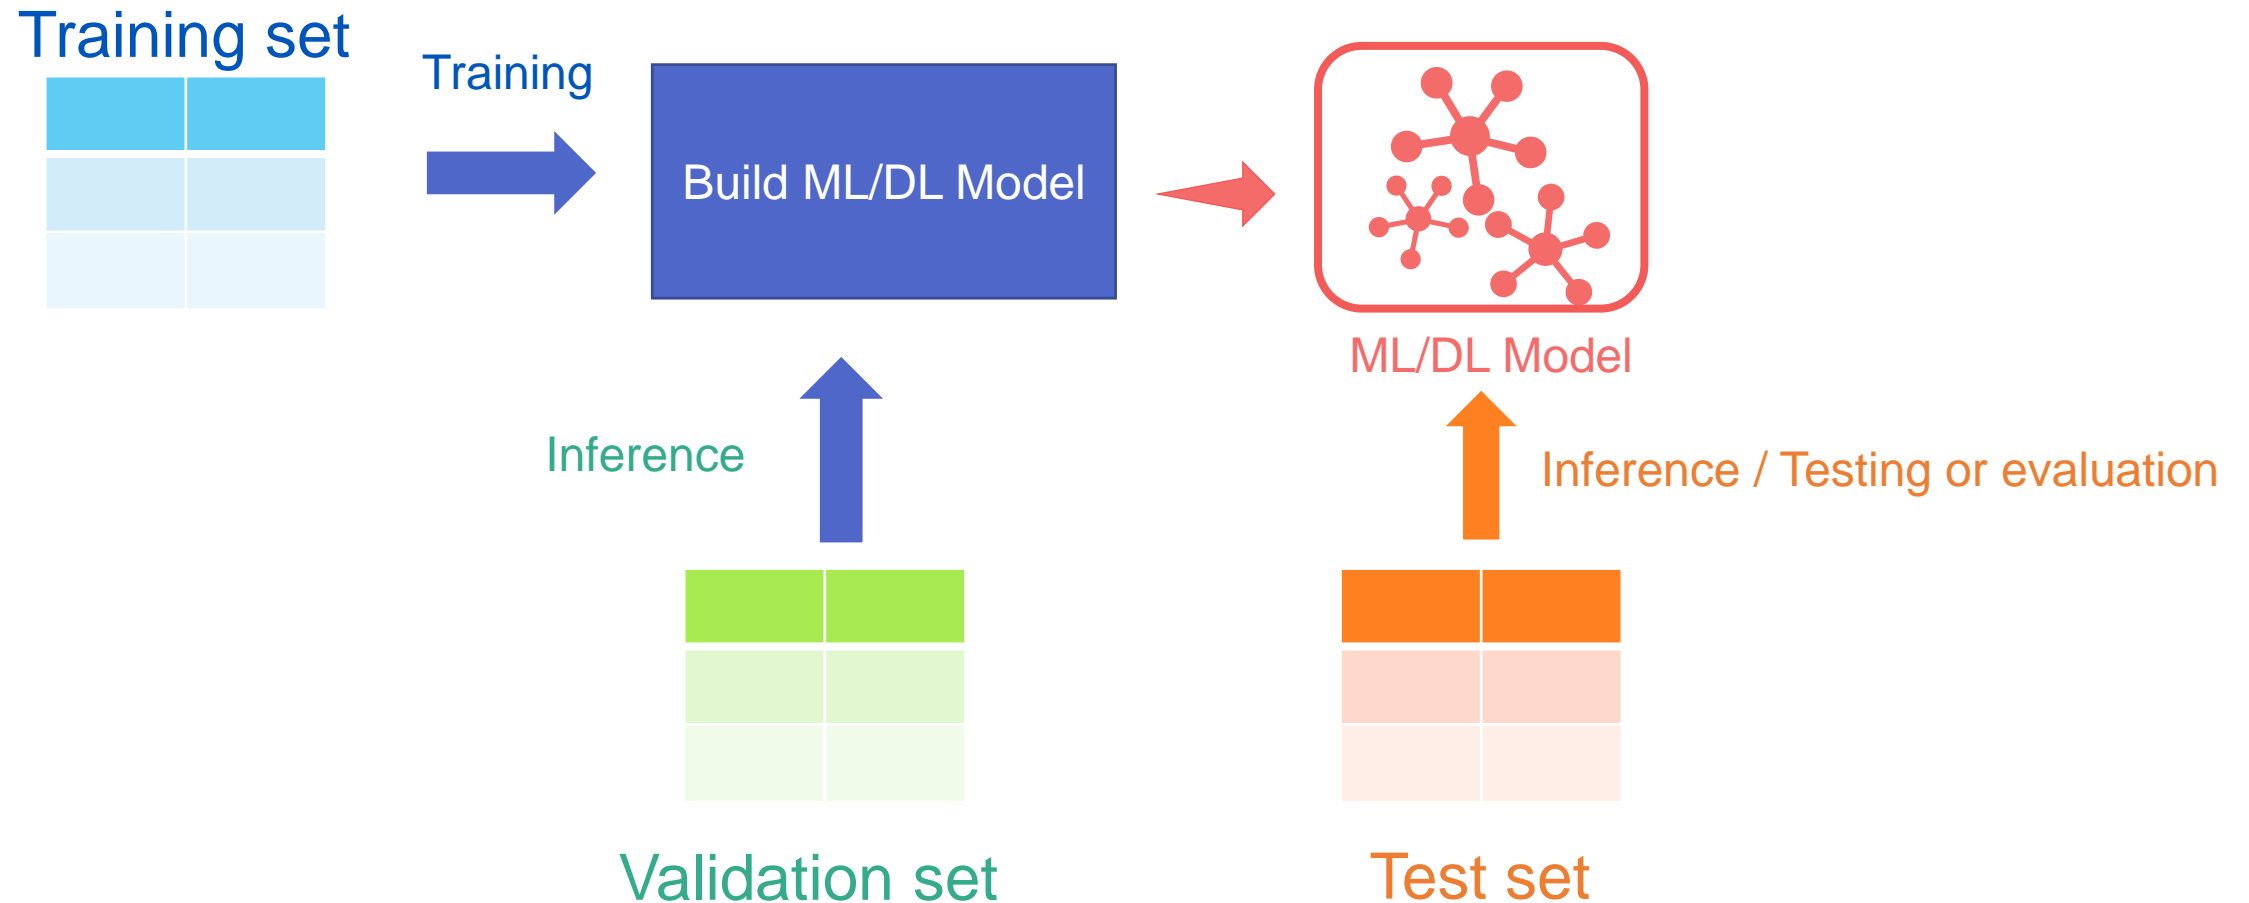 Training set
Training
Build ML/DL Model
ML/DL Model
Inference
Inference / Testing or evaluation
Validation set
Test set